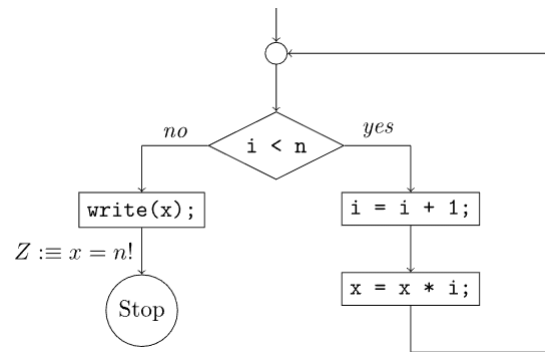 no
yes
i < n
write(x);
i = i + 1;
Z :≡ x = n!
x = x * i;
Stop